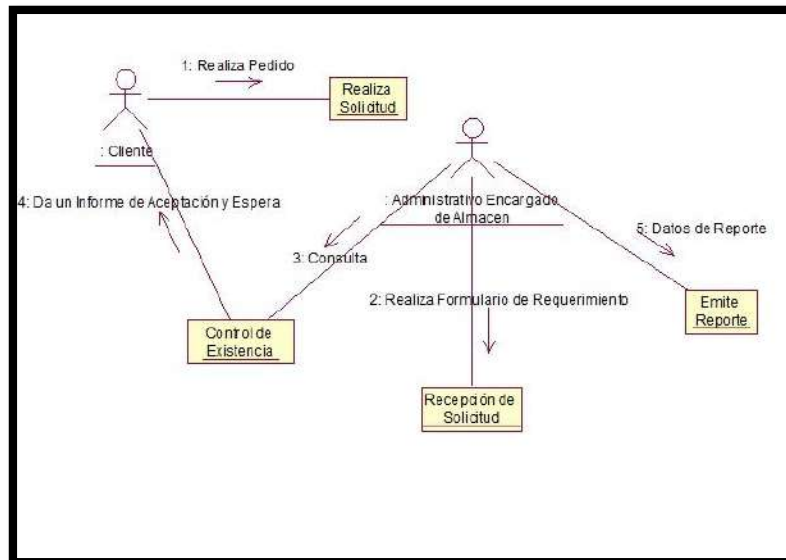 1: Realiza Pedido
Realiza
Solicitud
: Cliente
4: Da un Informe de Aceptación y Espera
: Administrativo Encargado
de Almacen
5: Datos de Reporte
3: Consulta
2: Realiza Formulario de Requerimiento
Emite
Reporte
Control de
Existencia
Recepción de
Solicitud